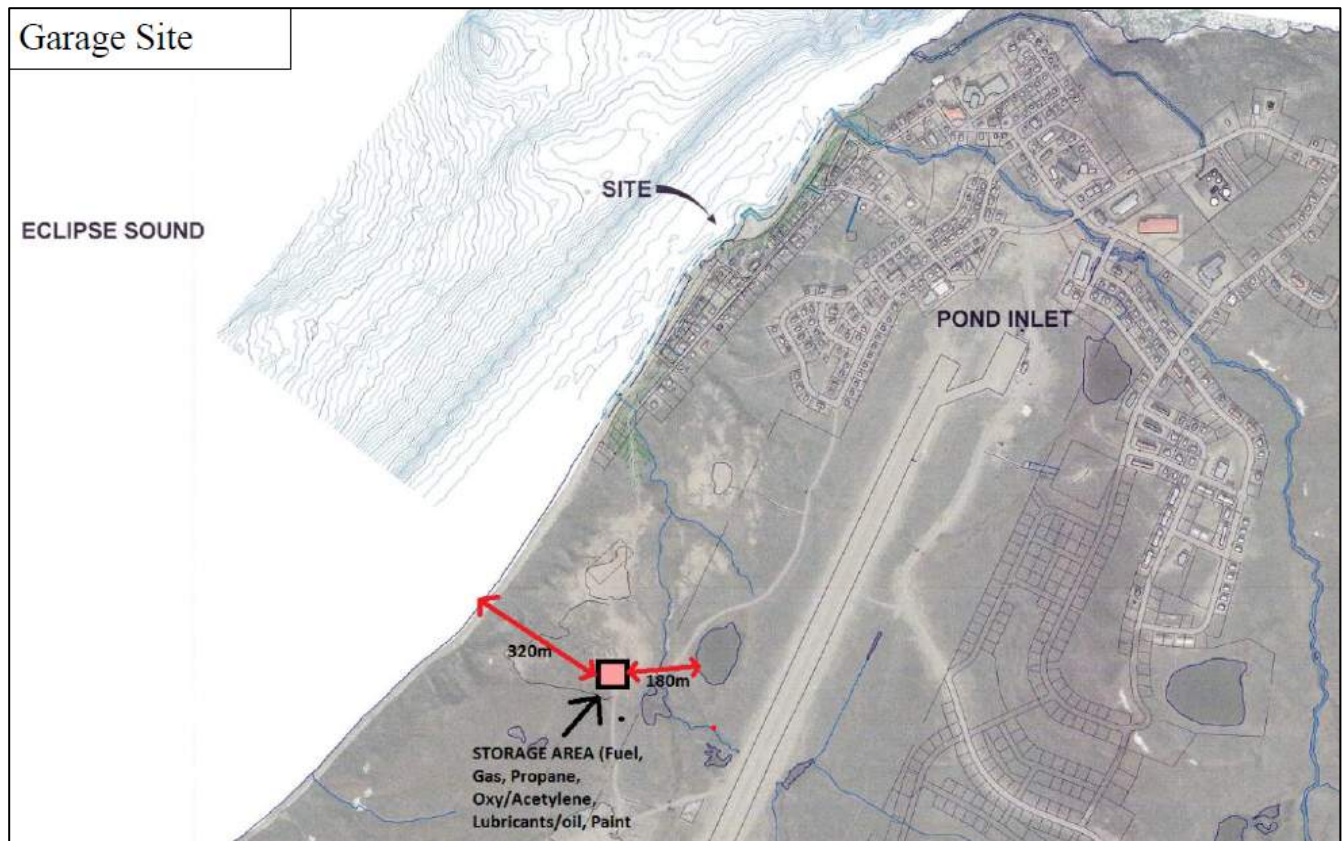 Garage Site
SITE
ECLIPSE SOUND
POND INLET
320m
180m
STORAGE AREA (Fuel,
Gas, Propane,
Oxy/Acetylene,
Lubricants/oil, Paint